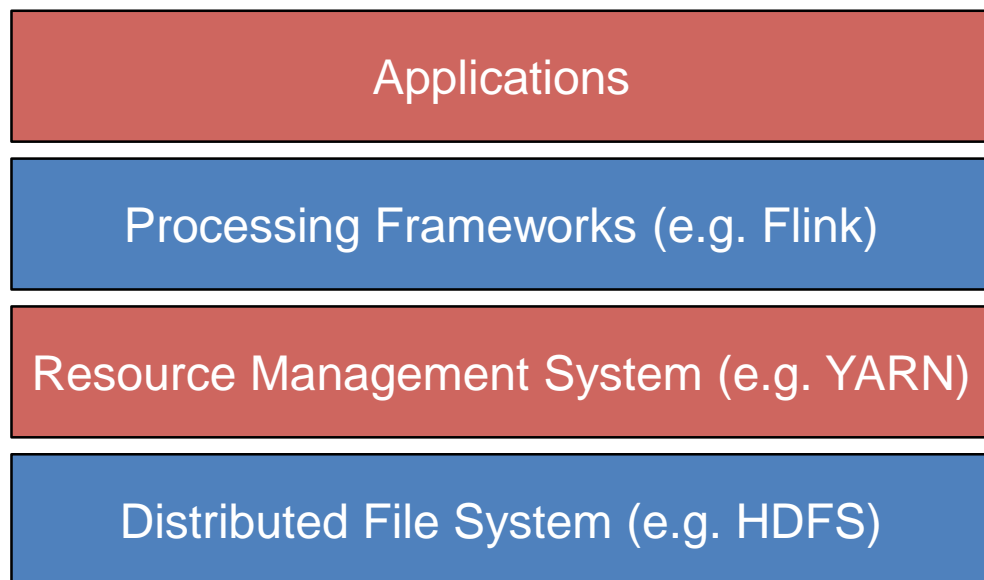 Applications
Processing Frameworks (e.g. Flink)
Resource Management System (e.g. YARN)
Distributed File System (e.g. HDFS)